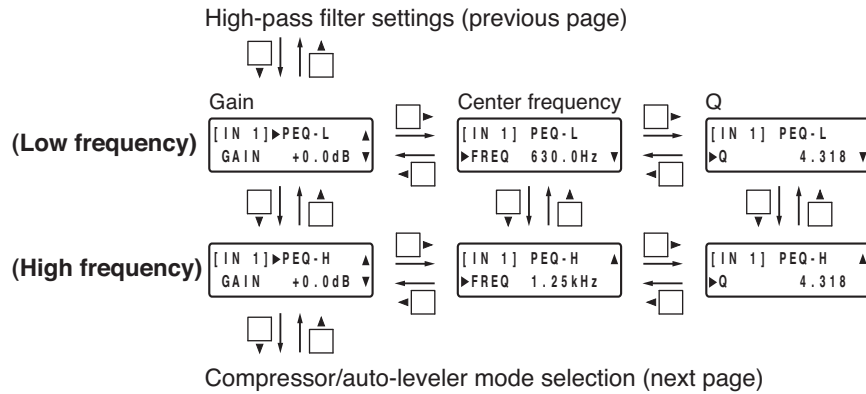 High-pass filter settings (previous page)
Gain
Center frequency
Q
(Low frequency)
[IN 1]▶PEQ-L ▲
GAIN +0.0dB ▼
[IN 1] PEQ-L
▶FREQ 630.0Hz ▼
[IN 1] PEQ-L
▶Q 4.318 ▼
(High frequency)
[IN 1]▶PEQ-H ▲
GAIN +0.0dB ▼
[IN 1] PEQ-H ▲
▶FREQ 1.25kHz
[IN 1] PEQ-H ▲
▶Q 4.318
Compressor/auto-leveler mode selection (next page)